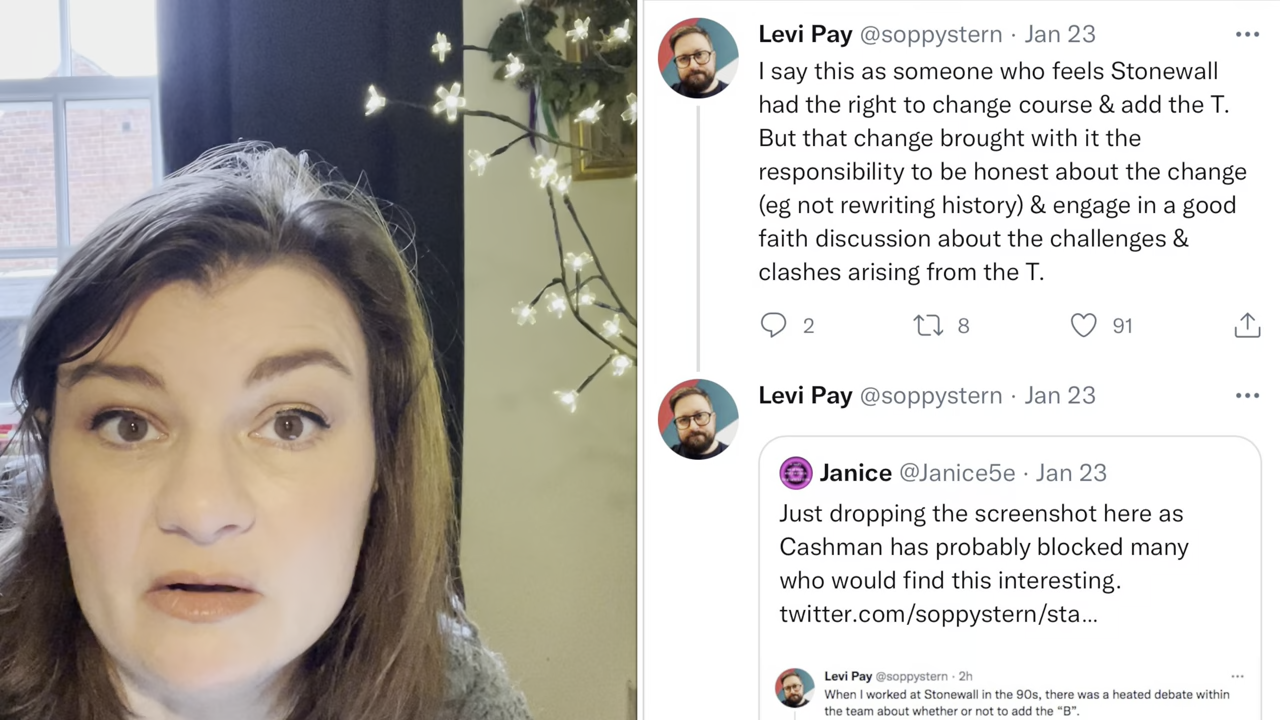 Levi Pay @soppystern · Jan 23
I say this as someone who feels Stonewall
had the right to change course & add the T.
But that change brought with it the
responsibility to be honest about the change
(eg not rewriting history) & engage in a good
faith discussion about the challenges &
clashes arising from the T.
2 8 91
Levi Pay @soppystern · Jan 23
Janice @Janice5e · Jan 23
Just dropping the screenshot here as
Cashman has probably blocked many
who would find this interesting.
twitter.com/soppystern/sta...
Levi Pay @soppystern · 2h
When I worked at Stonewall in the 90s, there was a heated debate within
the team about whether or not to add the “B”.